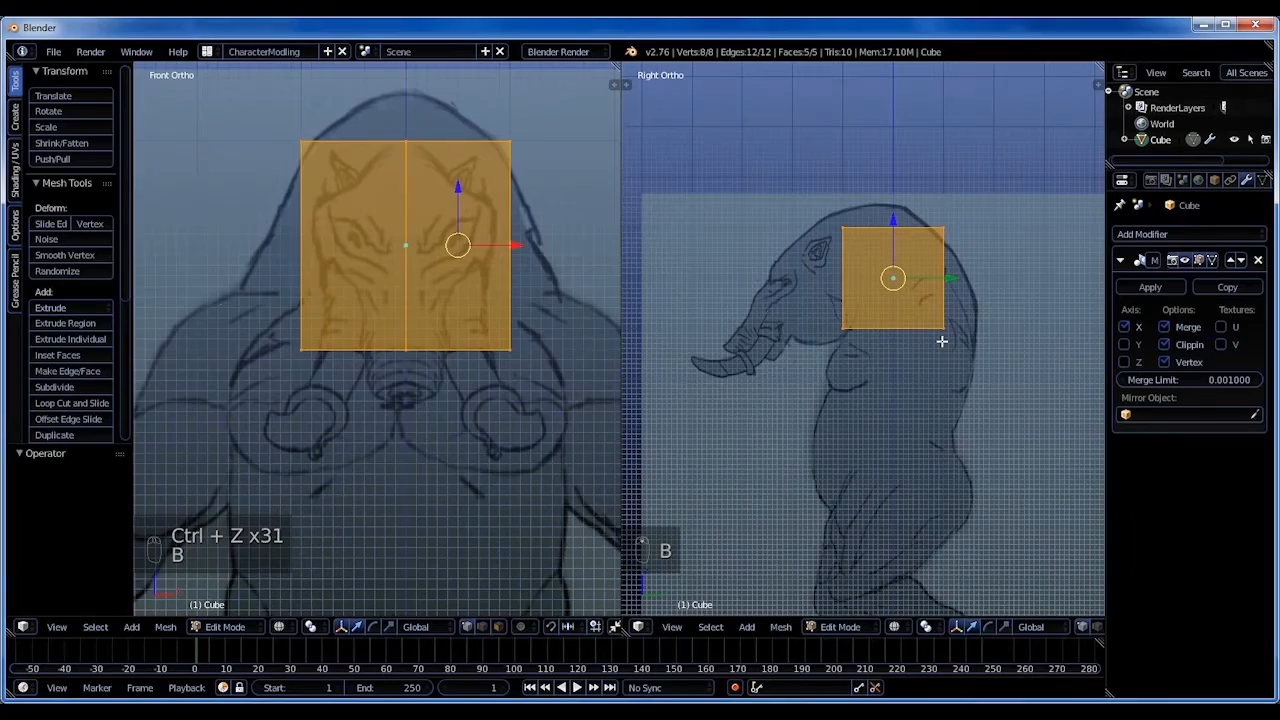 Blender
File Render Window Help CharacterModling Scene Blender Render v2.76 | Verts:8/8 | Edges:12/12 | Faces:5/5 | Tris:10 | Mem:17.10M | Cube
Tools
Create
Shading / UVs
Options
Grease Pencil
Transform
Translate
Rotate
Scale
Shrink/Fatten
Push/Pull
Mesh Tools
Deform:
Slide Ed Vertex
Noise
Smooth Vertex
Randomize
Add:
Extrude
Extrude Region
Extrude Individual
Inset Faces
Make Edge/Face
Subdivide
Loop Cut and Slide
Offset Edge Slide
Duplicate
Operator
Front Ortho
Ctrl + Z x31
B
(1) Cube
Right Ortho
B
(1) Cube
View Select Add Mesh Edit Mode Global
View Select Add Mesh Edit Mode Global
View Search All Scenes
Scene
RenderLayers
World
Cube
Cube
Add Modifier
M
Apply Copy
Axis: Options: Textures:
X Merge U
Y Clippin V
Z Vertex
Merge Limit: 0.001000
Mirror Object:
-50 -40 -30 -20 -10 0 10 20 30 40 50 60 70 80 90 100 110 120 130 140 150 160 170 180 190 200 210 220 230 240 250 260 270 280
View Marker Frame Playback Start: 1 End: 250 1 No Sync